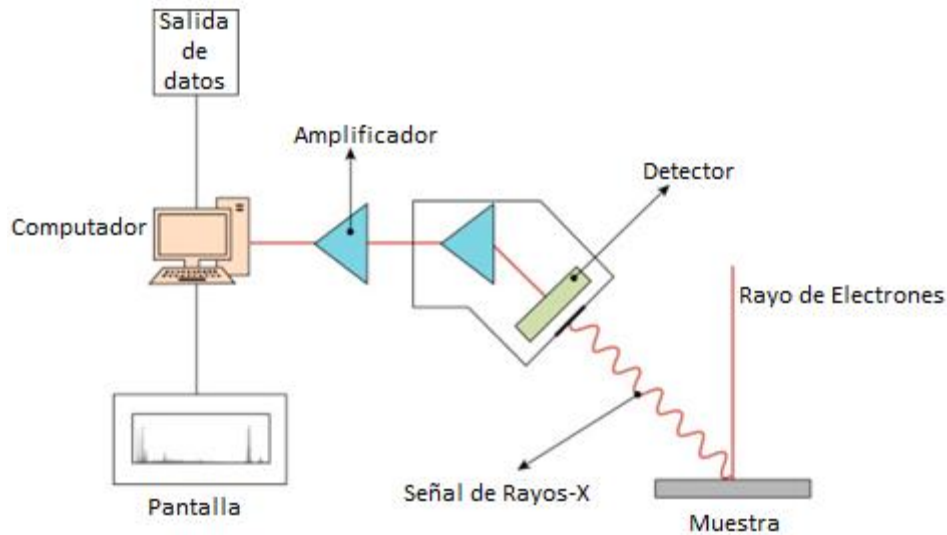 Salida
de
datos
Amplificador
Detector
Computador
Rayo de Electrones
Señal de Rayos-X
Pantalla
Muestra